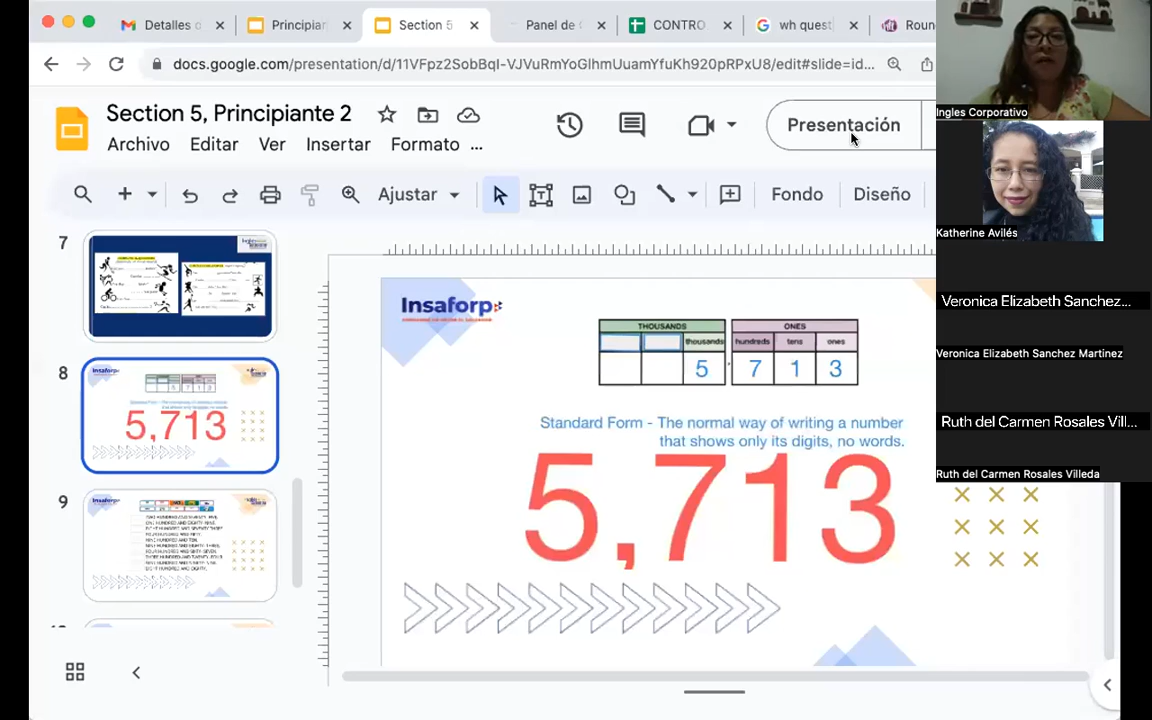 Detalles d
Principian
Section 5
Panel de
CONTRO
wh quest
Roun
docs.google.com/presentation/d/11VFpz2SobBqI-VJVuRmYoGlhmUuamYfuKh920pRPxU8/edit#slide=id...
Section 5, Principiante 2
Presentación
Archivo Editar Ver Insertar Formato ...
Ajustar
Fondo Diseño
7
8
Insaforp
5,713
9
Insaforp
Insaforp
THOUSANDS ONES
thousands hundreds tens ones
5 , 7 1 3
Standard Form - The normal way of writing a number
that shows only its digits, no words.
5,713
Ingles Corporativo
Katherine Avilés
Veronica Elizabeth Sanchez...
Veronica Elizabeth Sanchez Martinez
Ruth del Carmen Rosales Vill...
Ruth del Carmen Rosales Villeda